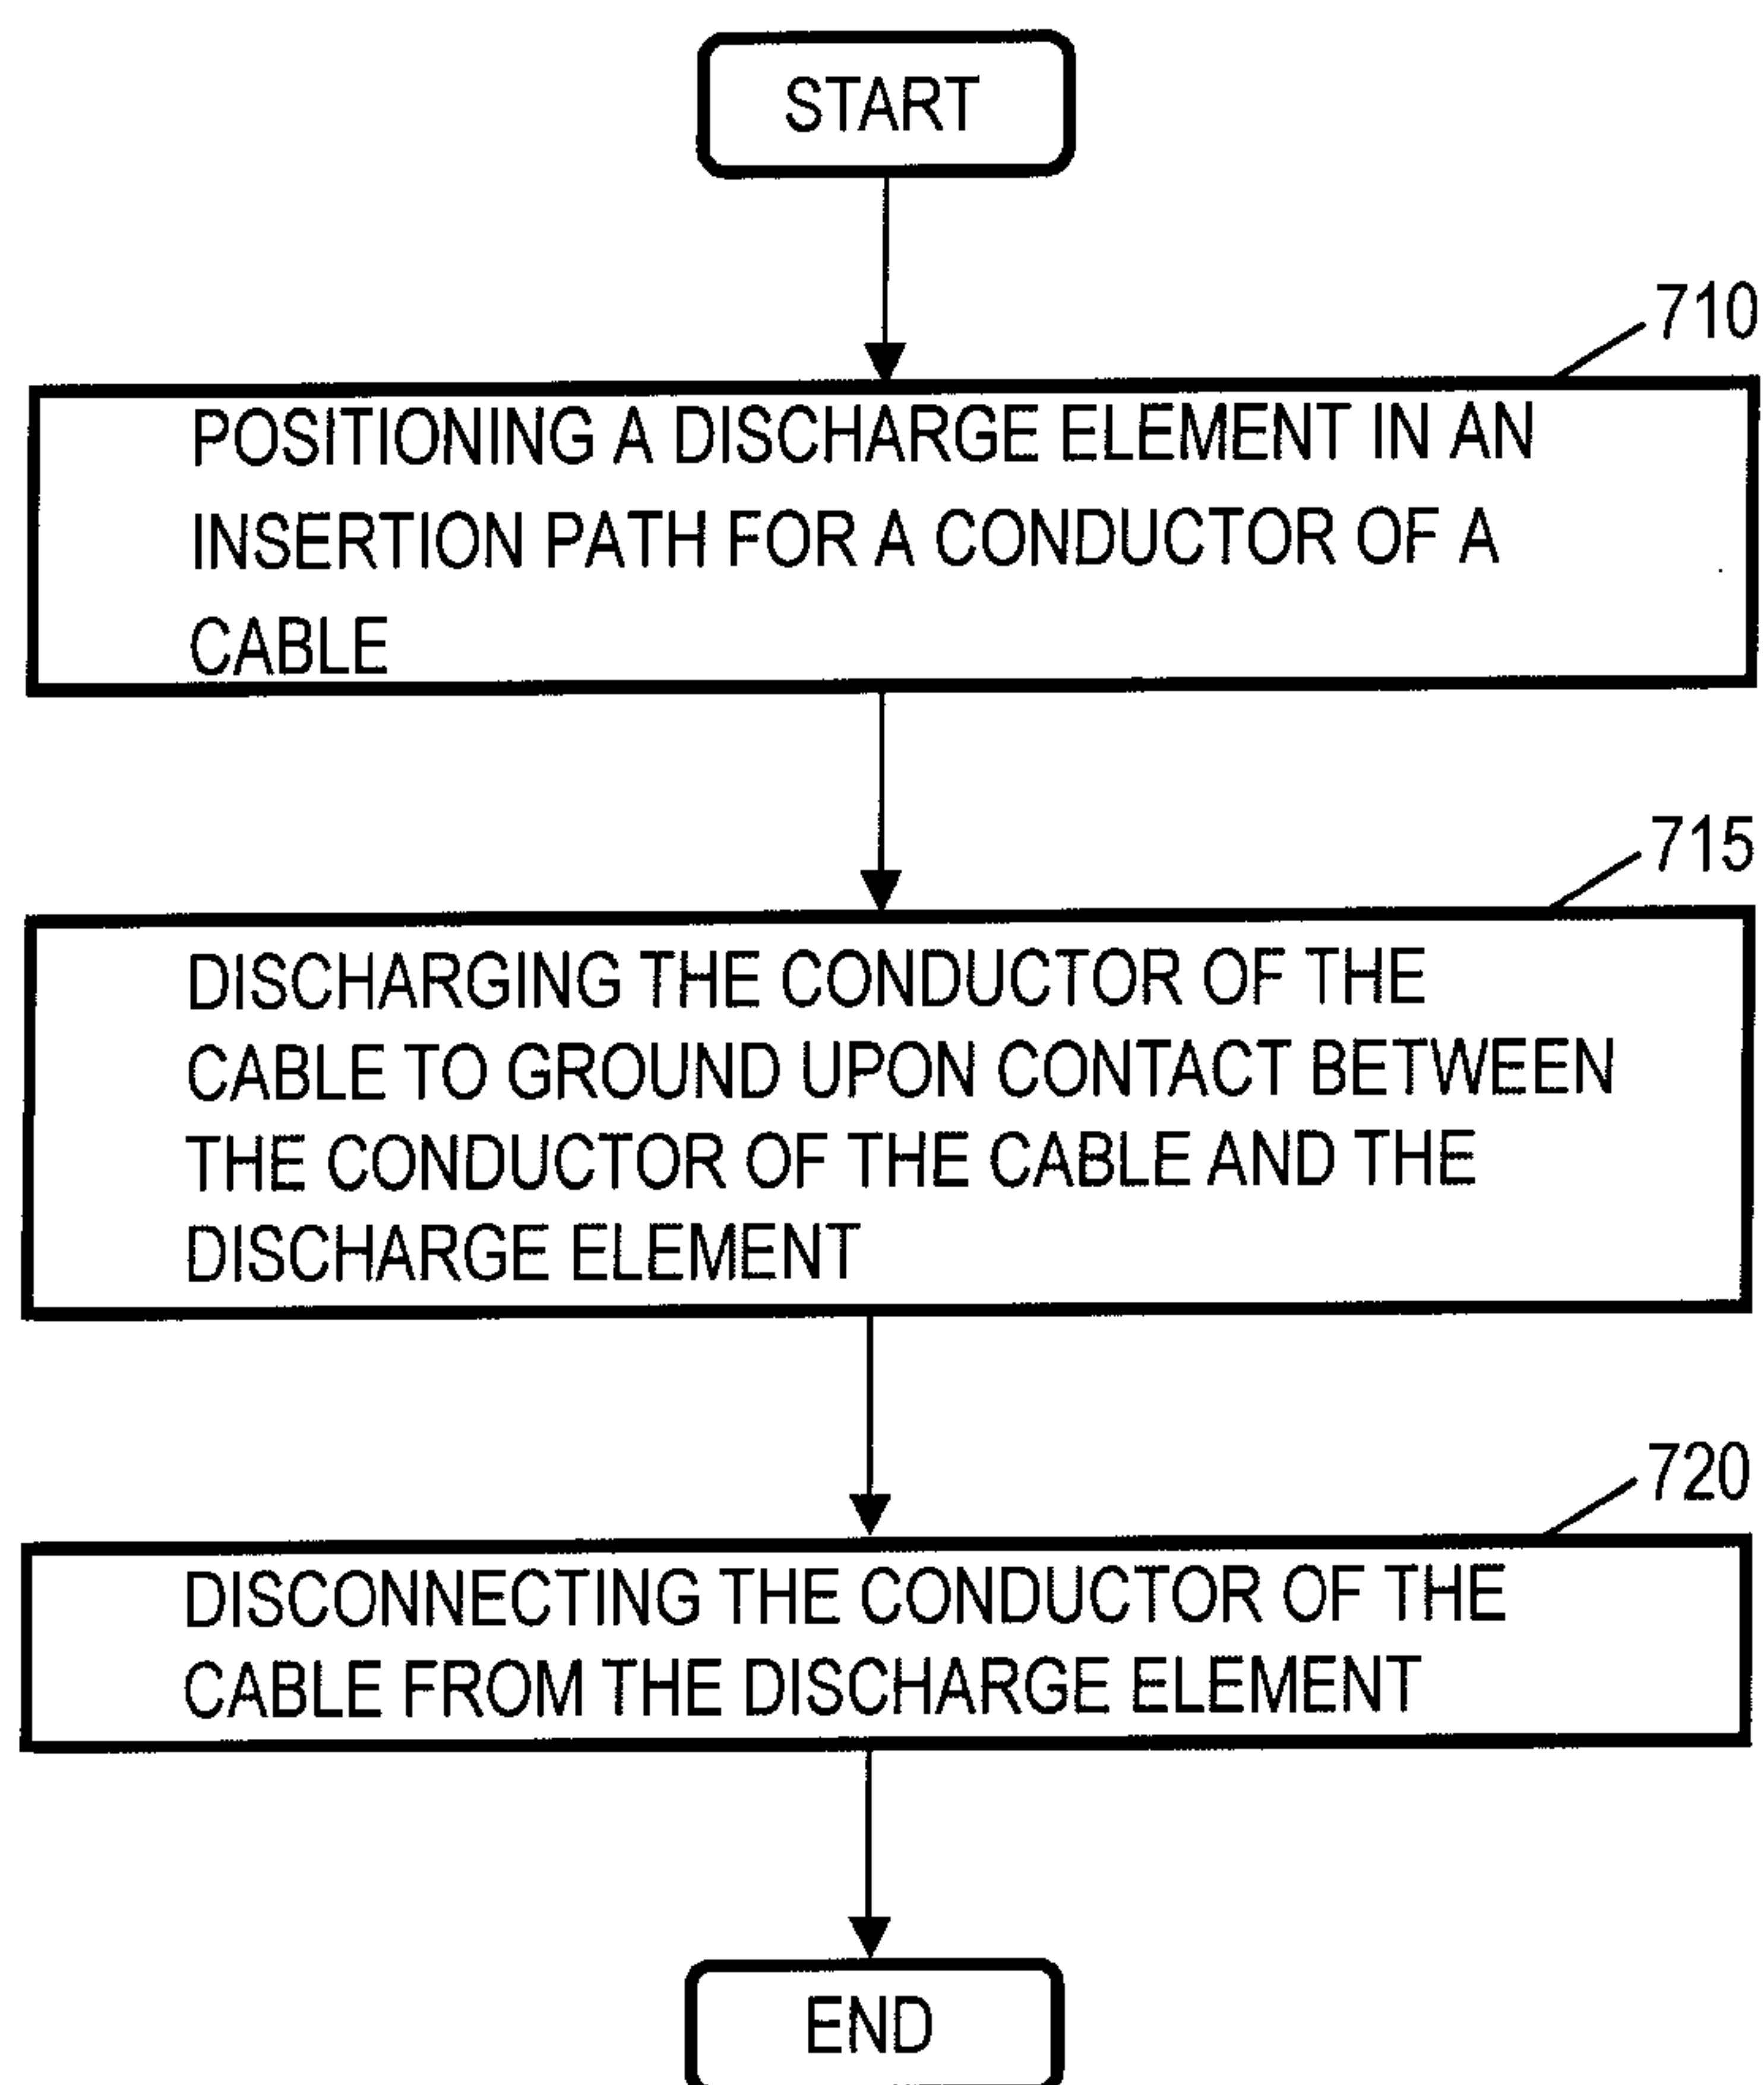 START
710
POSITIONING A DISCHARGE ELEMENT IN AN
INSERTION PATH FOR A CONDUCTOR OF A
CABLE
715
DISCHARGING THE CONDUCTOR OF THE
CABLE TO GROUND UPON CONTACT BETWEEN
THE CONDUCTOR OF THE CABLE AND THE
DISCHARGE ELEMENT
720
DISCONNECTING THE CONDUCTOR OF THE
CABLE FROM THE DISCHARGE ELEMENT
END